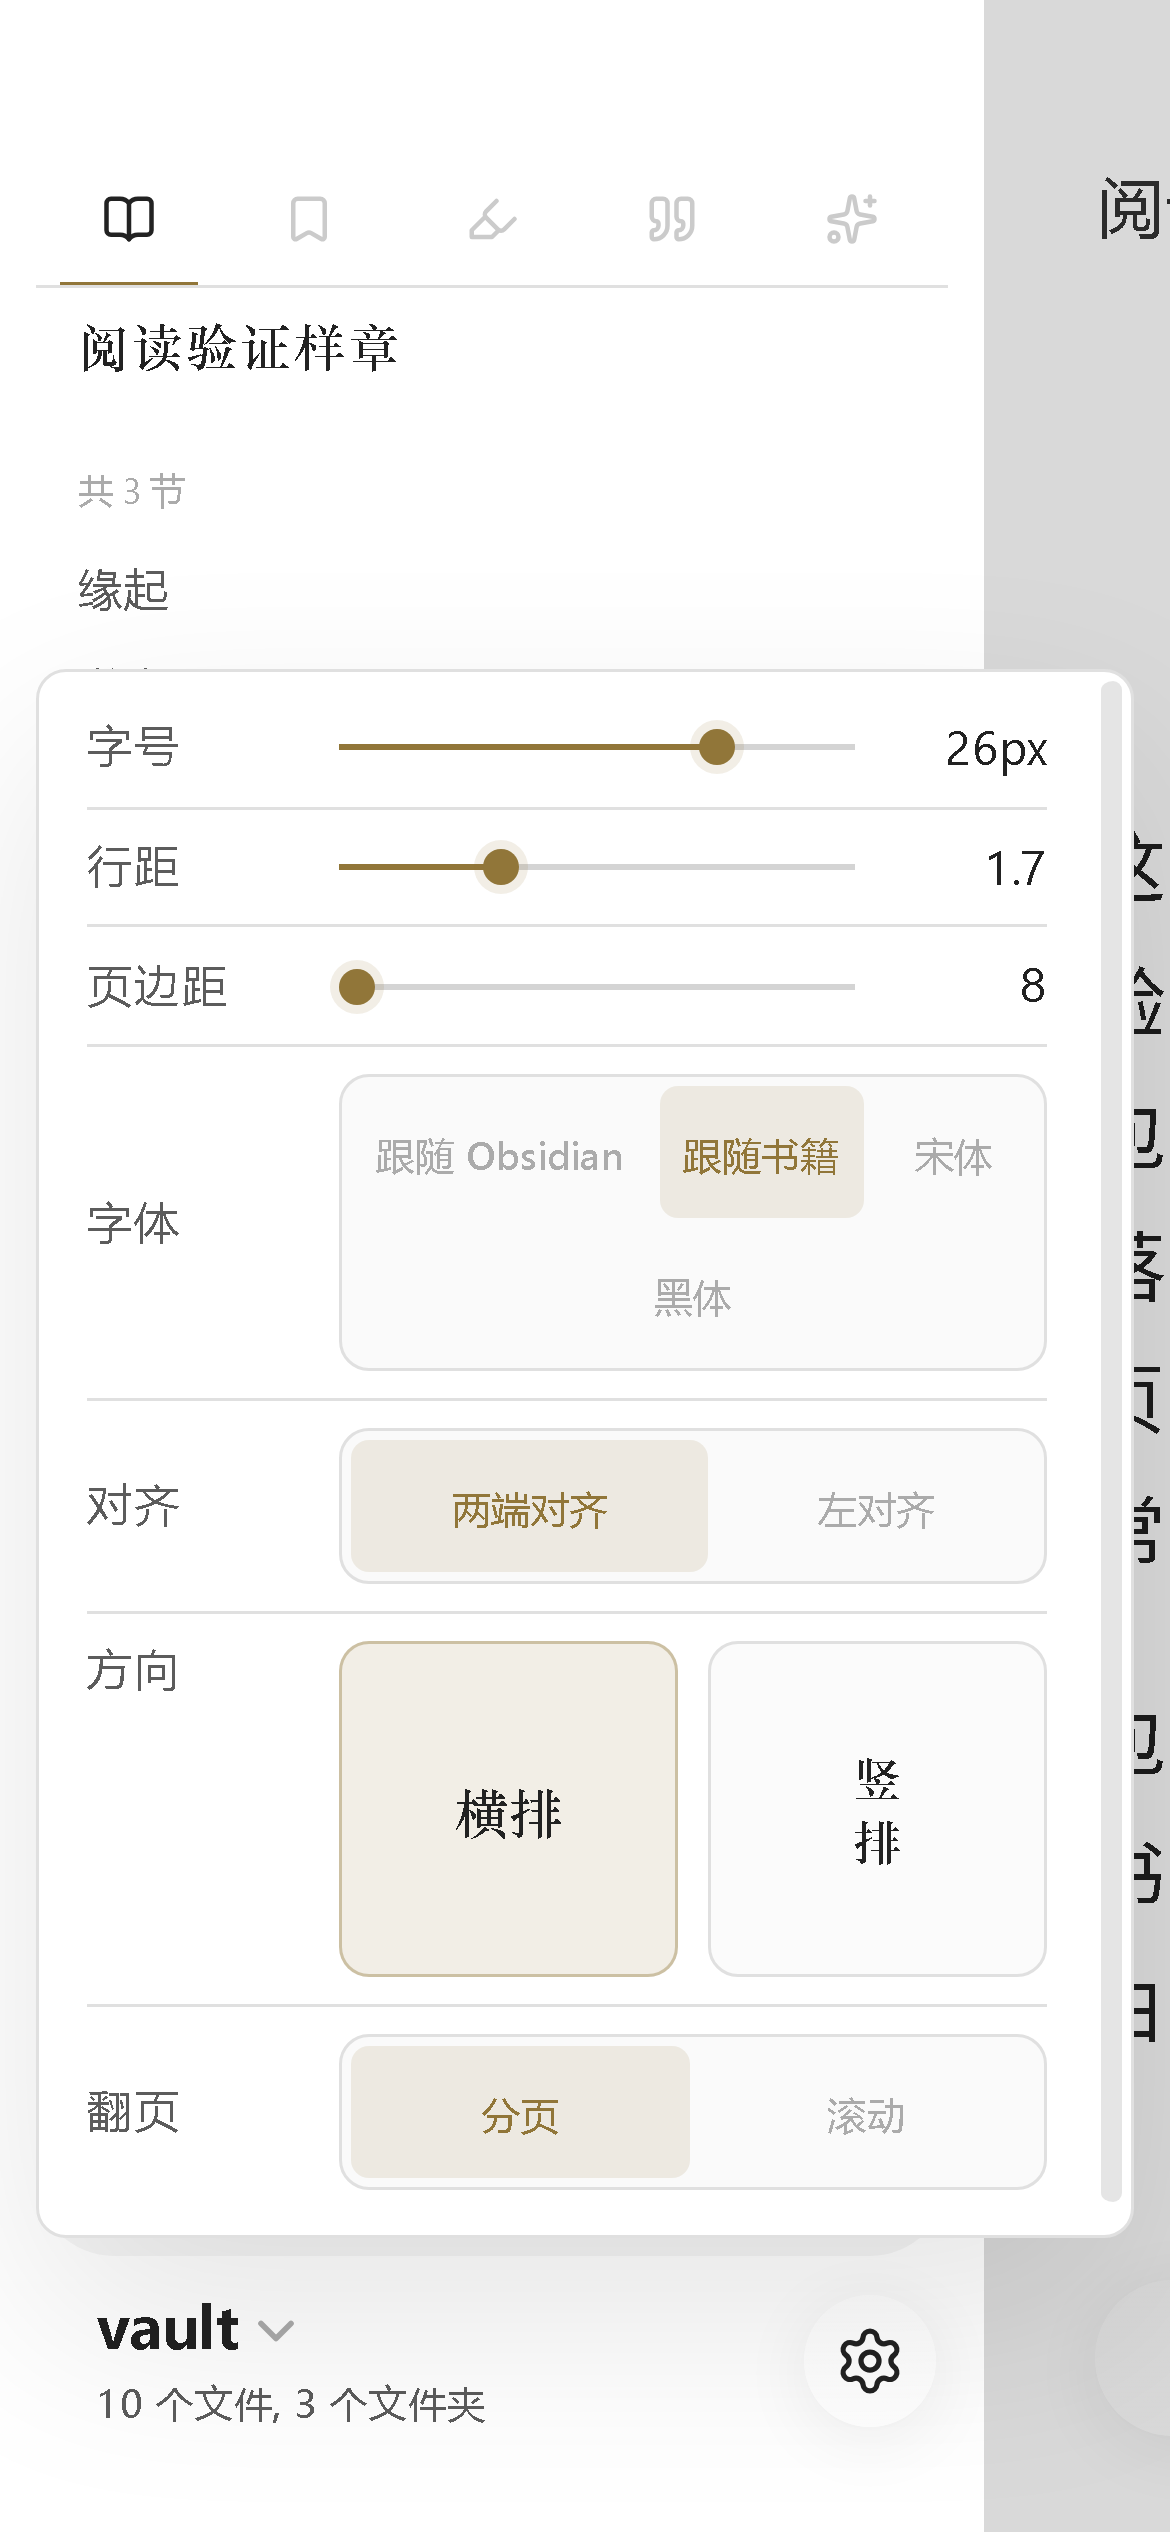 阅读验证样章
共 3 节
缘起
字号 26px
行距 1.7
页边距 8
字体
跟随 Obsidian 跟随书籍 宋体
黑体
对齐 两端对齐 左对齐
方向 横排 竖排
翻页 分页 滚动
vault
10 个文件, 3 个文件夹
阅